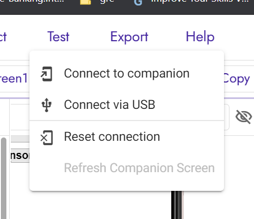 Test Export Help
Copy
Connect to companion
Connect via USB
Reset connection
Refresh Companion Screen